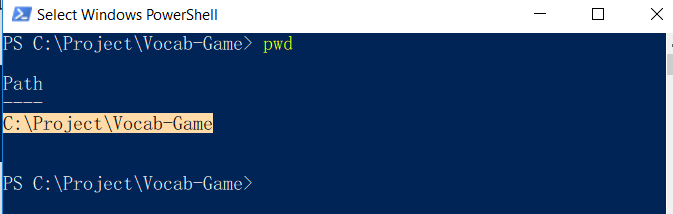 Select Windows PowerShell
PS C:\Project\Vocab-Game> pwd
Path
----
C:\Project\Vocab-Game
PS C:\Project\Vocab-Game>